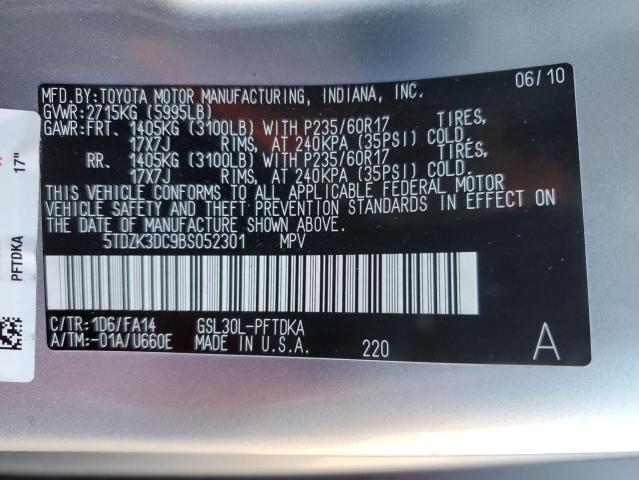 MFD.BY:TOYOTA MOTOR MANUFACTURING, INDIANA, INC. 06/10
GVWR:2715KG (5995LB)
GAWR:FRT. 1405KG (3100LB) WITH P235/60R17 TIRES,
17X7J RIMS, AT 240KPA (35PSI) COLD.
RR. 1405KG (3100LB) WITH P235/60R17 TIRES,
17X7J RIMS, AT 240KPA (35PSI) COLD.
THIS VEHICLE CONFORMS TO ALL APPLICABLE FEDERAL MOTOR
VEHICLE SAFETY AND THEFT PREVENTION STANDARDS IN EFFECT ON
THE DATE OF MANUFACTURE SHOWN ABOVE.
5TDZK3DC9BS052301 MPV
C/TR:1D6/FA14 GSL30L-PFTDKA
A/TM:-01A/U660E MADE IN U.S.A. 220 A
17"
PFTDKA